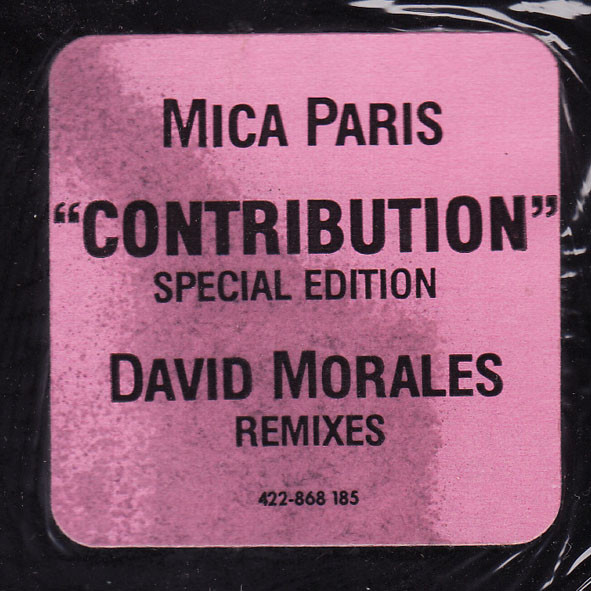 MICA PARIS
“CONTRIBUTION”
SPECIAL EDITION
DAVID MORALES
REMIXES
422-868 185